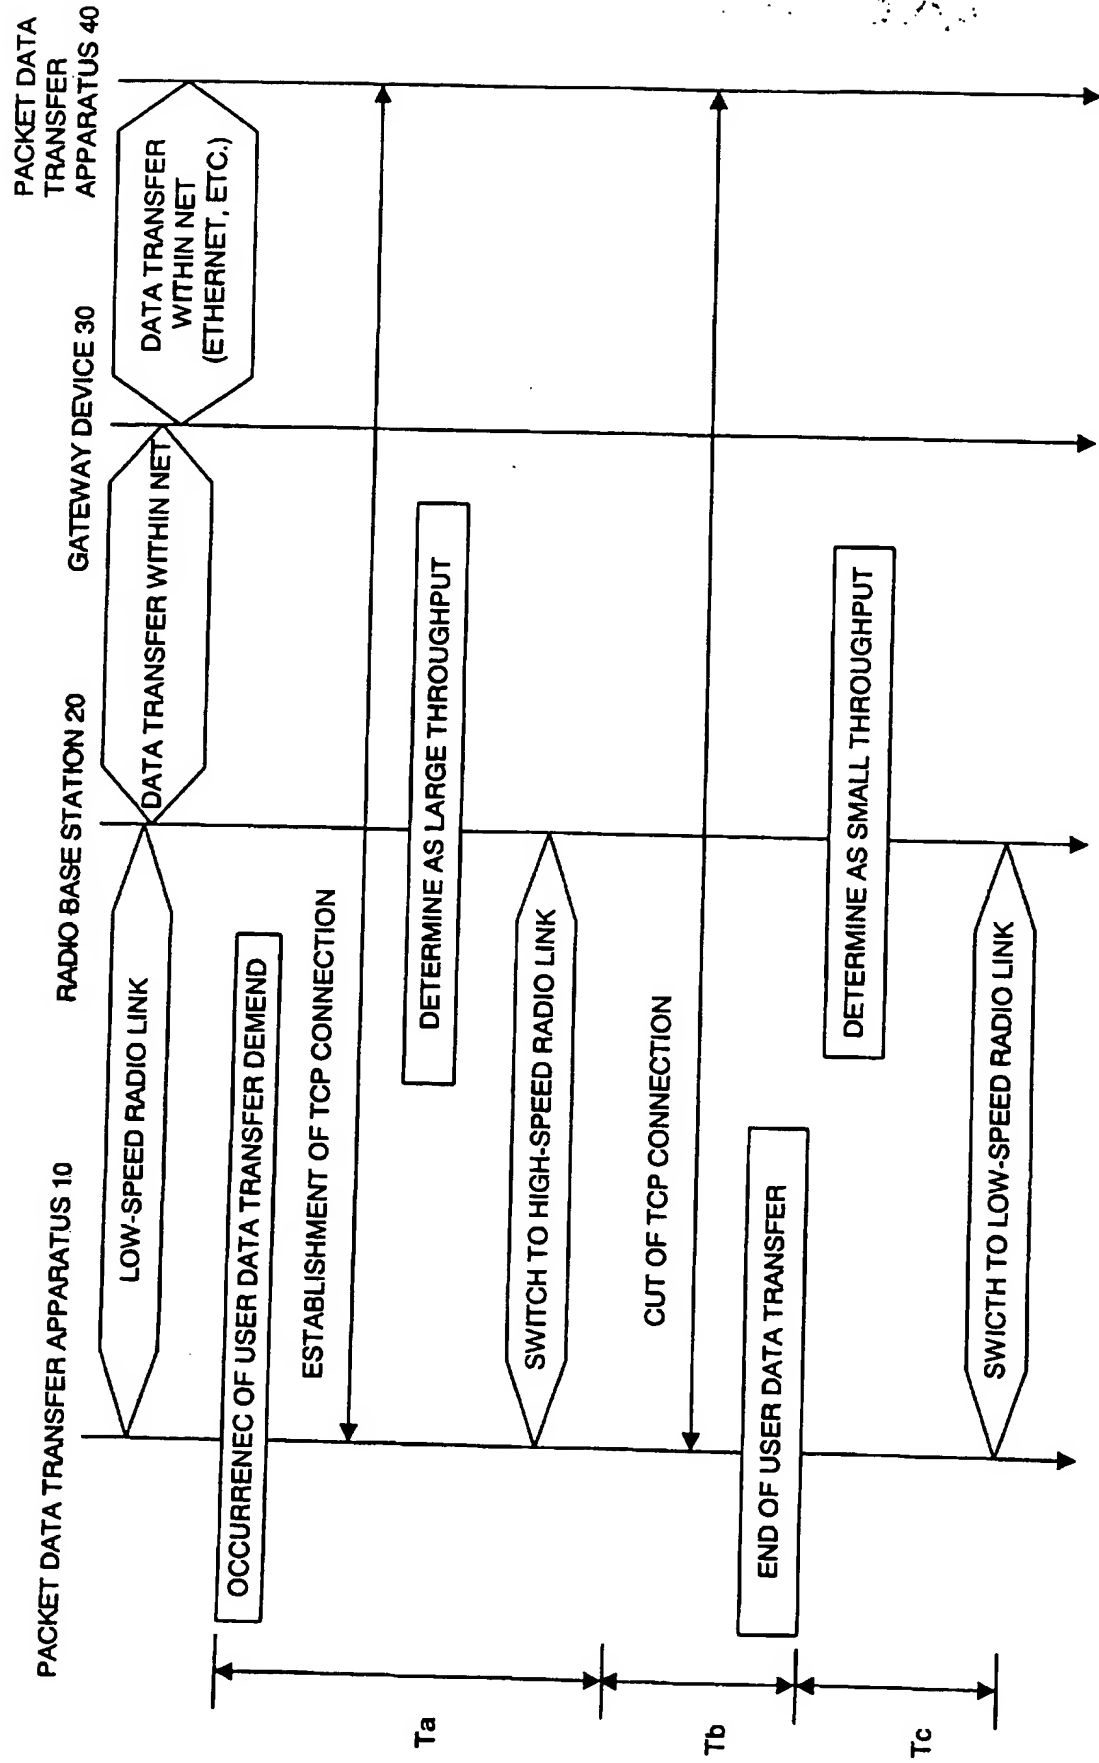 PACKET DATA TRANSFER APPARATUS 10
RADIO BASE STATION 20
GATEWAY DEVICE 30
PACKET DATA
TRANSFER
APPARATUS 40
LOW-SPEED RADIO LINK
DATA TRANSFER WITHIN NET
DATA TRANSFER
WITHIN NET
(ETHERNET, ETC.)
OCCURRENEC OF USER DATA TRANSFER DEMEND
ESTABLISHMENT OF TCP CONNECTION
DETERMINE AS LARGE THROUGHPUT
Ta
SWITCH TO HIGH-SPEED RADIO LINK
CUT OF TCP CONNECTION
Tb
END OF USER DATA TRANSFER
DETERMINE AS SMALL THROUGHPUT
Tc
SWICTH TO LOW-SPEED RADIO LINK